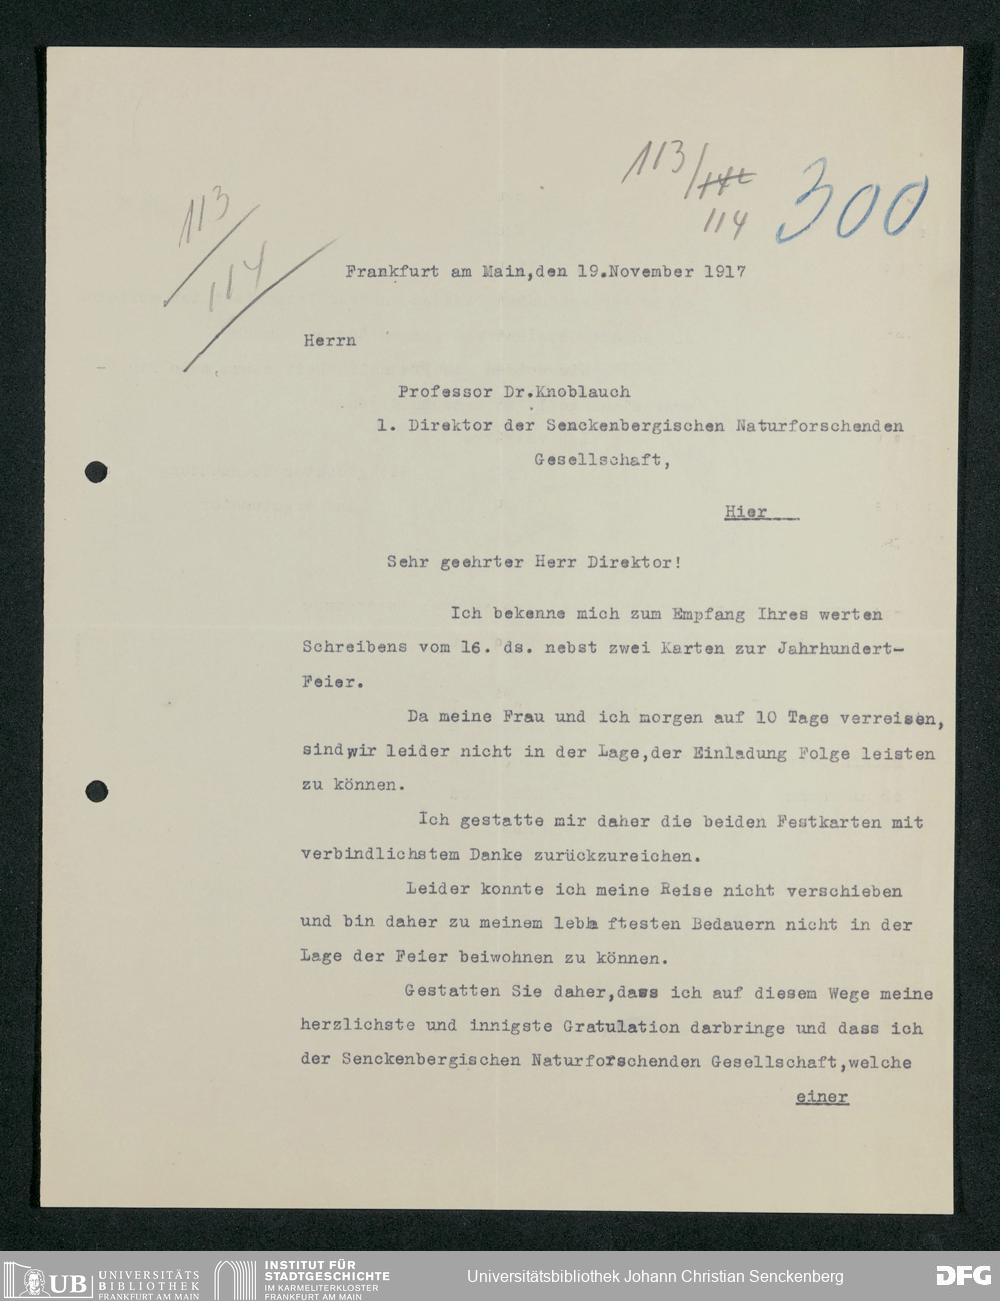 113/112
114
300
113
114
Frankfurt am Main,den 19.November 1917
Herrn
Professor Dr.Knoblauch
1. Direktor der Senckenbergischen Naturforschenden
Gesellschaft,
Hier
Sehr geehrter Herr Direktor!
Ich bekenne mich zum Empfang Ihres werten
Schreibens vom 16. ds. nebst zwei Karten zur Jahrhundert-
Feier.
Da meine Frau und ich morgen auf 10 Tage verreisen,
sind wir leider nicht in der Lage,der Einladung Folge leisten
zu können.
Ich gestatte mir daher die beiden Festkarten mit
verbindlichstem Danke zurückzureichen.
Leider konnte ich meine Reise nicht verschieben
und bin daher zu meinem lebha ftesten Bedauern nicht in der
Lage der Feier beiwohnen zu können.
Gestatten Sie daher,dass ich auf diesem Wege meine
herzlichste und innigste Gratulation darbringe und dass ich
der Senckenbergischen Naturforschenden Gesellschaft,welche
einer
UB UNIVERSITÄTS
BIBLIOTHEK
FRANKFURT AM MAIN
INSTITUT FÜR
STADTGESCHICHTE
IM KARMELITERKLOSTER
FRANKFURT AM MAIN
Universitätsbibliothek Johann Christian Senckenberg
DFG